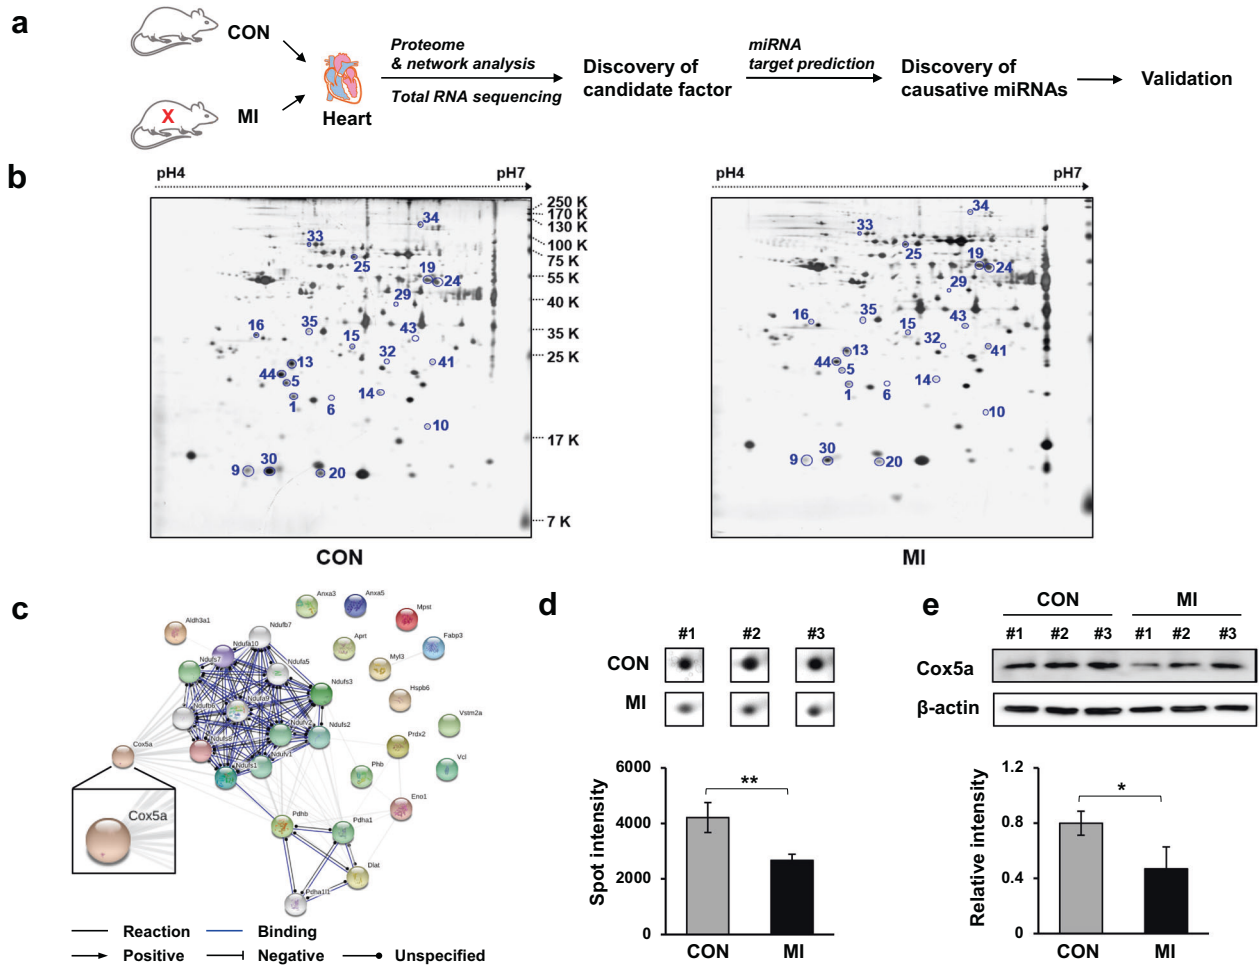 a
CON
MI
X
Heart
Proteome
& network analysis
Total RNA sequencing
Discovery of
candidate factor
miRNA
target prediction
Discovery of
causative miRNAs
Validation
b
pH4
pH7
34
33
25
19
24
29
16
35
15
43
32
41
13
44
5
1
6
14
10
9
30
20
250 K
170 K
130 K
100 K
75 K
55 K
40 K
35 K
25 K
17 K
7 K
CON
pH4
pH7
34
33
25
19
24
29
16
35
15
43
32
41
13
44
5
1
6
14
10
9
30
20
MI
c
Anxa3
Anxa5
Mpst
Aldh3a1
Ndufb7
Ndufa10
Aprt
Fabp3
Ndufs7
Ndufa5
Myl3
Ndufs3
Hspb6
Ndufb6
Ndufa9
Ndufv2
Ndufs2
Vstm2a
Cox5a
Ndufs8
Prdx2
Ndufs1
Ndufv1
Phb
Vcl
Cox5a
Eno1
Pdhb
Pdha1
Dlat
Pdha1l1
Reaction
Binding
Positive
Negative
Unspecified
d
#1
#2
#3
CON
MI
Spot intensity
6000
4000
2000
0
**
CON
MI
e
CON
MI
#1
#2
#3
#1
#2
#3
Cox5a
β-actin
Relative intensity
1.2
0.8
0.4
0
*
CON
MI